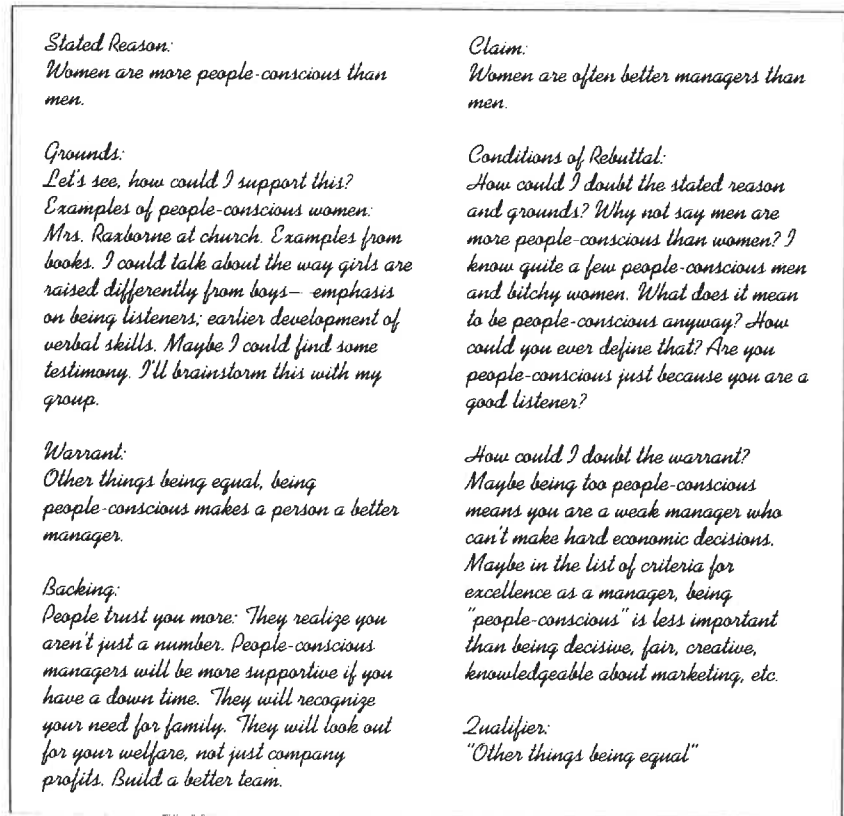 Stated Reason:
Women are more people-conscious than
men.
Grounds:
Let's see, how could I support this?
Examples of people-conscious women:
Mrs. Raxborne at church. Examples from
books. I could talk about the way girls are
raised differently from boys— emphasis
on being listeners; earlier development of
verbal skills. Maybe I could find some
testimony. I'll brainstorm this with my
group.
Warrant:
Other things being equal, being
people-conscious makes a person a better
manager.
Backing:
People trust you more: They realize you
aren't just a number. People-conscious
managers will be more supportive if you
have a down time. They will recognize
your need for family. They will look out
for your welfare, not just company
profits. Build a better team.
Claim:
Women are often better managers than
men.
Conditions of Rebuttal:
How could I doubt the stated reason
and grounds? Why not say men are
more people-conscious than women? I
know quite a few people-conscious men
and bitchy women. What does it mean
to be people-conscious anyway? How
could you ever define that? Are you
people-conscious just because you are a
good listener?
How could I doubt the warrant?
Maybe being too people-conscious
means you are a weak manager who
can't make hard economic decisions.
Maybe in the list of criteria for
excellence as a manager, being
"people-conscious" is less important
than being decisive, fair, creative,
knowledgeable about marketing, etc.
Qualifier:
"Other things being equal"